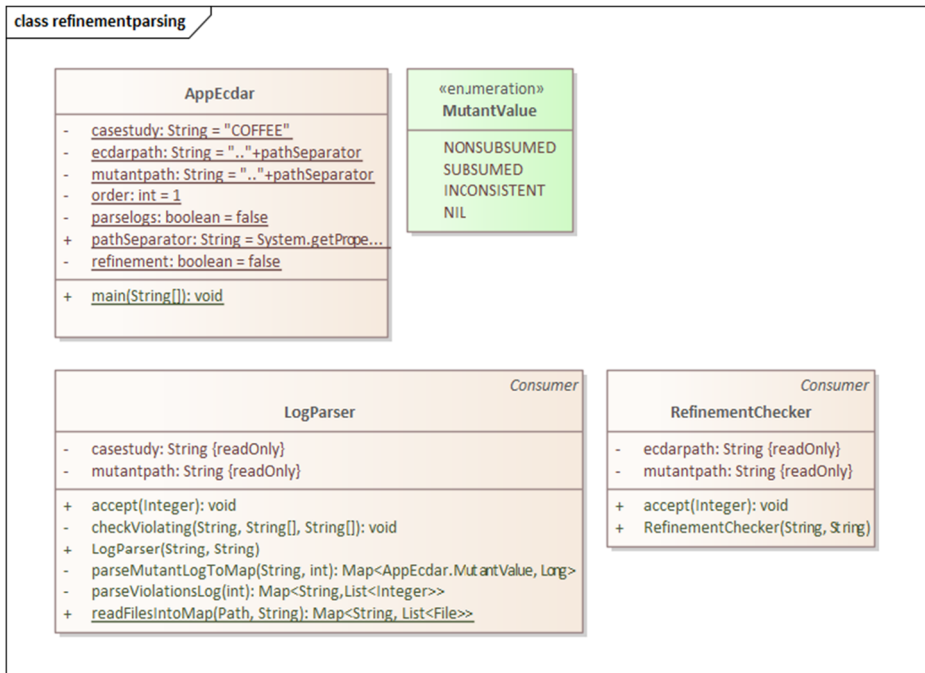 class refinementparsing
AppEcdar
- casestudy: String = "COFFEE"
- ecdarpath: String = ".."+pathSeparator
- mutantpath: String = ".."+pathSeparator
- order: int = 1
- parselogs: boolean = false
+ pathSeparator: String = System.getPrope...
- refinement: boolean = false
+ main(String[]): void
«enumeration»
MutantValue
NONSUBSUMED
SUBSUMED
INCONSISTENT
NIL
Consumer
LogParser
- casestudy: String {readOnly}
- mutantpath: String {readOnly}
+ accept(Integer): void
- checkViolating(String, String[], String[]): void
+ LogParser(String, String)
- parseMutantLogToMap(String, int): Map<AppEcdar.MutantValue, Long>
- parseViolationsLog(int): Map<String,List<Integer>>
+ readFilesIntoMap(Path, String): Map<String, List<File>>
Consumer
RefinementChecker
- ecdarpath: String {readOnly}
- mutantpath: String {readOnly}
+ accept(Integer): void
+ RefinementChecker(String, String)